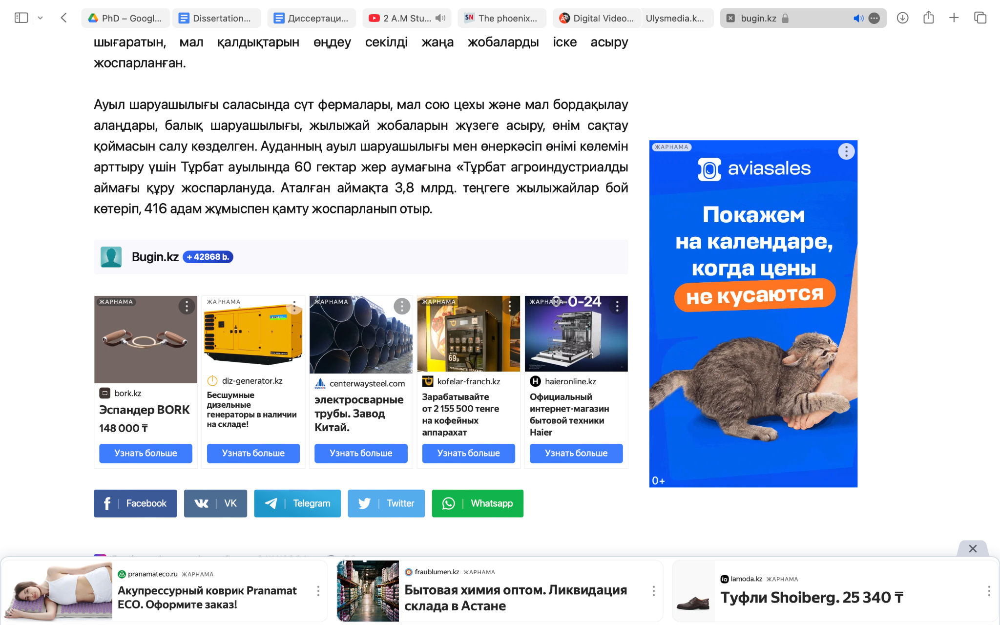 PhD – Googl...
Dissertation...
Диссертаци...
2 A.M Stu...
SN The phoenix...
Digital Video...
Ulysmedia.k...
bugin.kz
шығаратын, мал қалдықтарын өңдеу секілді жаңа жобаларды іске асыру
жоспарланған.
Ауыл шаруашылығы саласында сүт фермалары, мал сою цехы және мал бордақылау
алаңдары, балық шаруашылығы, жылыжай жобаларын жүзеге асыру, өнім сақтау
қоймасын салу көзделген. Ауданның ауыл шаруашылығы мен өнеркәсіп өнімі көлемін
арттыру үшін Тұрбат ауылында 60 гектар жер аумағына «Тұрбат агроиндустриалды
аймағы құру жоспарлануда. Аталған аймақта 3,8 млрд. теңгеге жылыжайлар бой
көтеріп, 416 адам жұмыспен қамту жоспарланып отыр.
Bugin.kz + 42868 b.
ЖАРНАМА
bork.kz
Эспандер BORK
148 000 ₸
Узнать больше
ЖАРНАМА
AKSA
www.aksa.com.kz
diz-generator.kz
Бесшумные
дизельные
генераторы в наличии
на складе!
Узнать больше
ЖАРНАМА
centerwaysteel.com
электросварные
трубы. Завод
Китай.
Узнать больше
ЖАРНАМА
69р
kofelar-franch.kz
Зарабатывайте
от 2 155 500 тенге
на кофейных
аппарахат
Узнать больше
ЖАРНАМА
0-0-24
haieronline.kz
Официальный
интернет-магазин
бытовой техники
Haier
Узнать больше
ЖАРНАМА
aviasales
Покажем
на календаре,
когда цены
не кусаются
0+
Facebook
VK
Telegram
Twitter
Whatsapp
pranamateco.ru ЖАРНАМА
Акупрессурный коврик Pranamat
ECO. Оформите заказ!
fraublumen.kz ЖАРНАМА
Бытовая химия оптом. Ликвидация
склада в Астане
lamoda.kz ЖАРНАМА
Туфли Shoiberg. 25 340 ₸